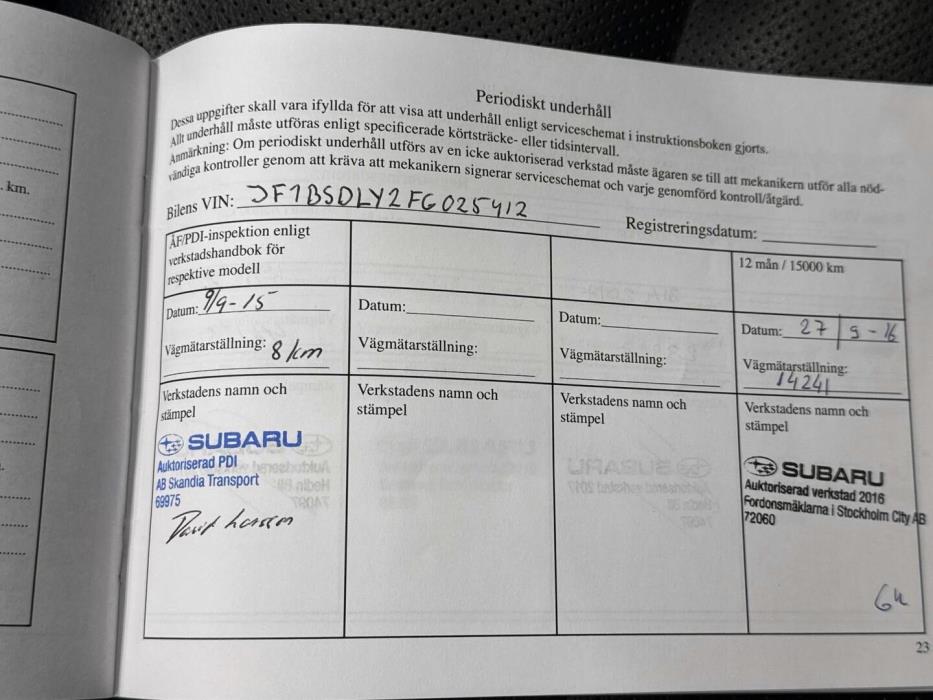 km.
Periodiskt underhåll
Dessa uppgifter skall vara ifyllda för att visa att underhåll enligt serviceschemat i instruktionsboken gjorts.
Allt underhåll måste utföras enligt specificerade körtsträcke- eller tidsintervall.
Anmärkning: Om periodiskt underhåll utförs av en icke auktoriserad verkstad måste ägaren se till att mekanikern utför alla nöd-
vändiga kontroller genom att kräva att mekanikern signerar serviceschemat och varje genomförd kontroll/åtgärd.
Bilens VIN: JF1BSDLY2FG025412
Registreringsdatum:
ÅF/PDI-inspektion enligt
verkstadshandbok för
respektive modell
Datum: 9/9-15
Vägmätarställning: 8 km
Verkstadens namn och
stämpel
SUBARU
Auktoriserad PDI
AB Skandia Transport
69975
Datum:
Vägmätarställning:
Verkstadens namn och
stämpel
Datum:
Vägmätarställning:
Verkstadens namn och
stämpel
12 mån / 15000 km
Datum: 27/9-16
Vägmätarställning:
14241
Verkstadens namn och
stämpel
SUBARU
Auktoriserad verkstad 2016
Fordonsmäklarna i Stockholm City AB
72060
23